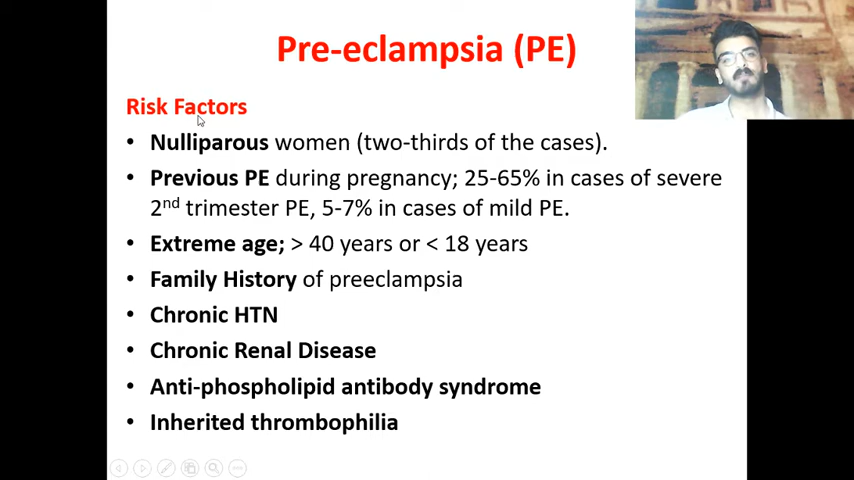 Pre-eclampsia (PE)
Risk Factors
• Nulliparous women (two-thirds of the cases).
• Previous PE during pregnancy; 25-65% in cases of severe
2nd trimester PE, 5-7% in cases of mild PE.
• Extreme age; > 40 years or < 18 years
• Family History of preeclampsia
• Chronic HTN
• Chronic Renal Disease
• Anti-phospholipid antibody syndrome
• Inherited thrombophilia